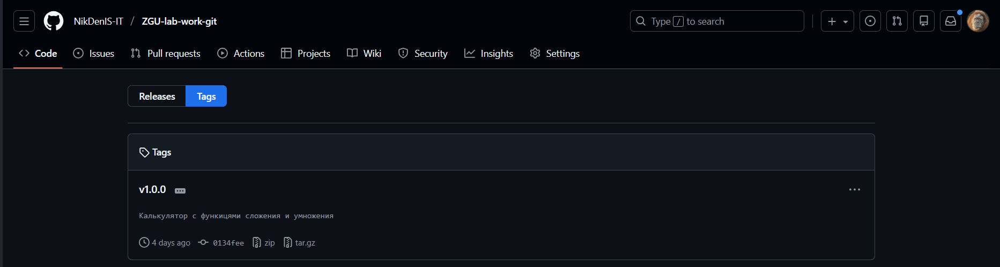 NikDenIS-IT / ZGU-lab-work-git
Type / to search
Code Issues Pull requests Actions Projects Wiki Security Insights Settings
Releases Tags
Tags
v1.0.0
Калькулятор с функицями сложения и умножения
4 days ago 0134fee zip tar.gz